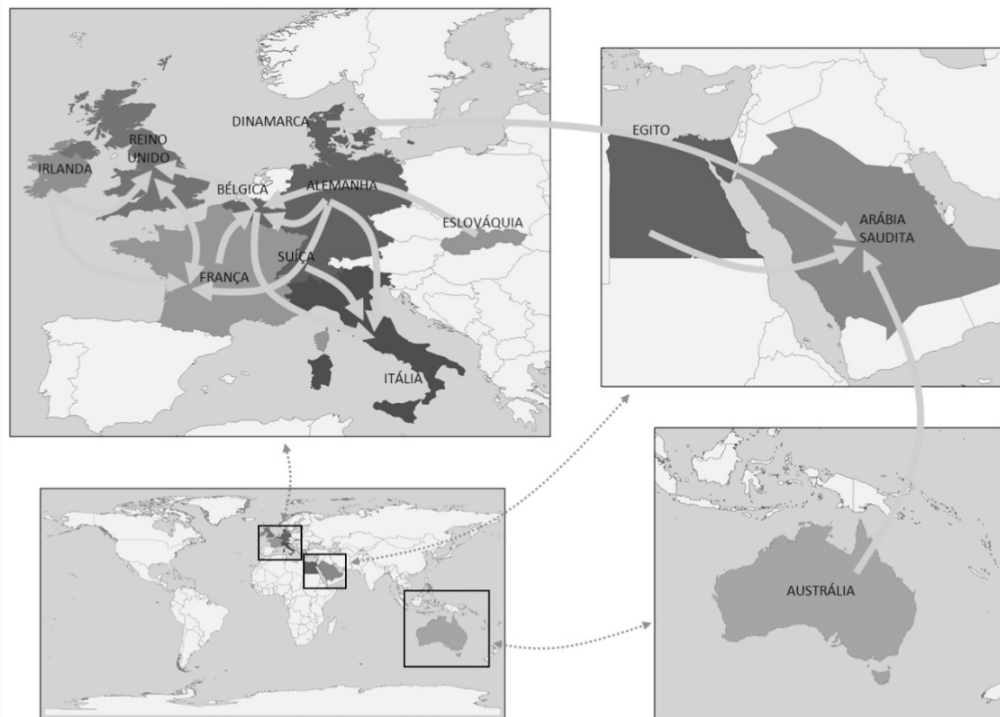 DINAMARCA
REINO
UNIDO
IRLANDA
BÉLGICA
ALEMANHA
ESLOVÁQUIA
SUÍÇA
FRANÇA
ITÁLIA
EGITO
ARÁBIA
SAUDITA
AUSTRÁLIA